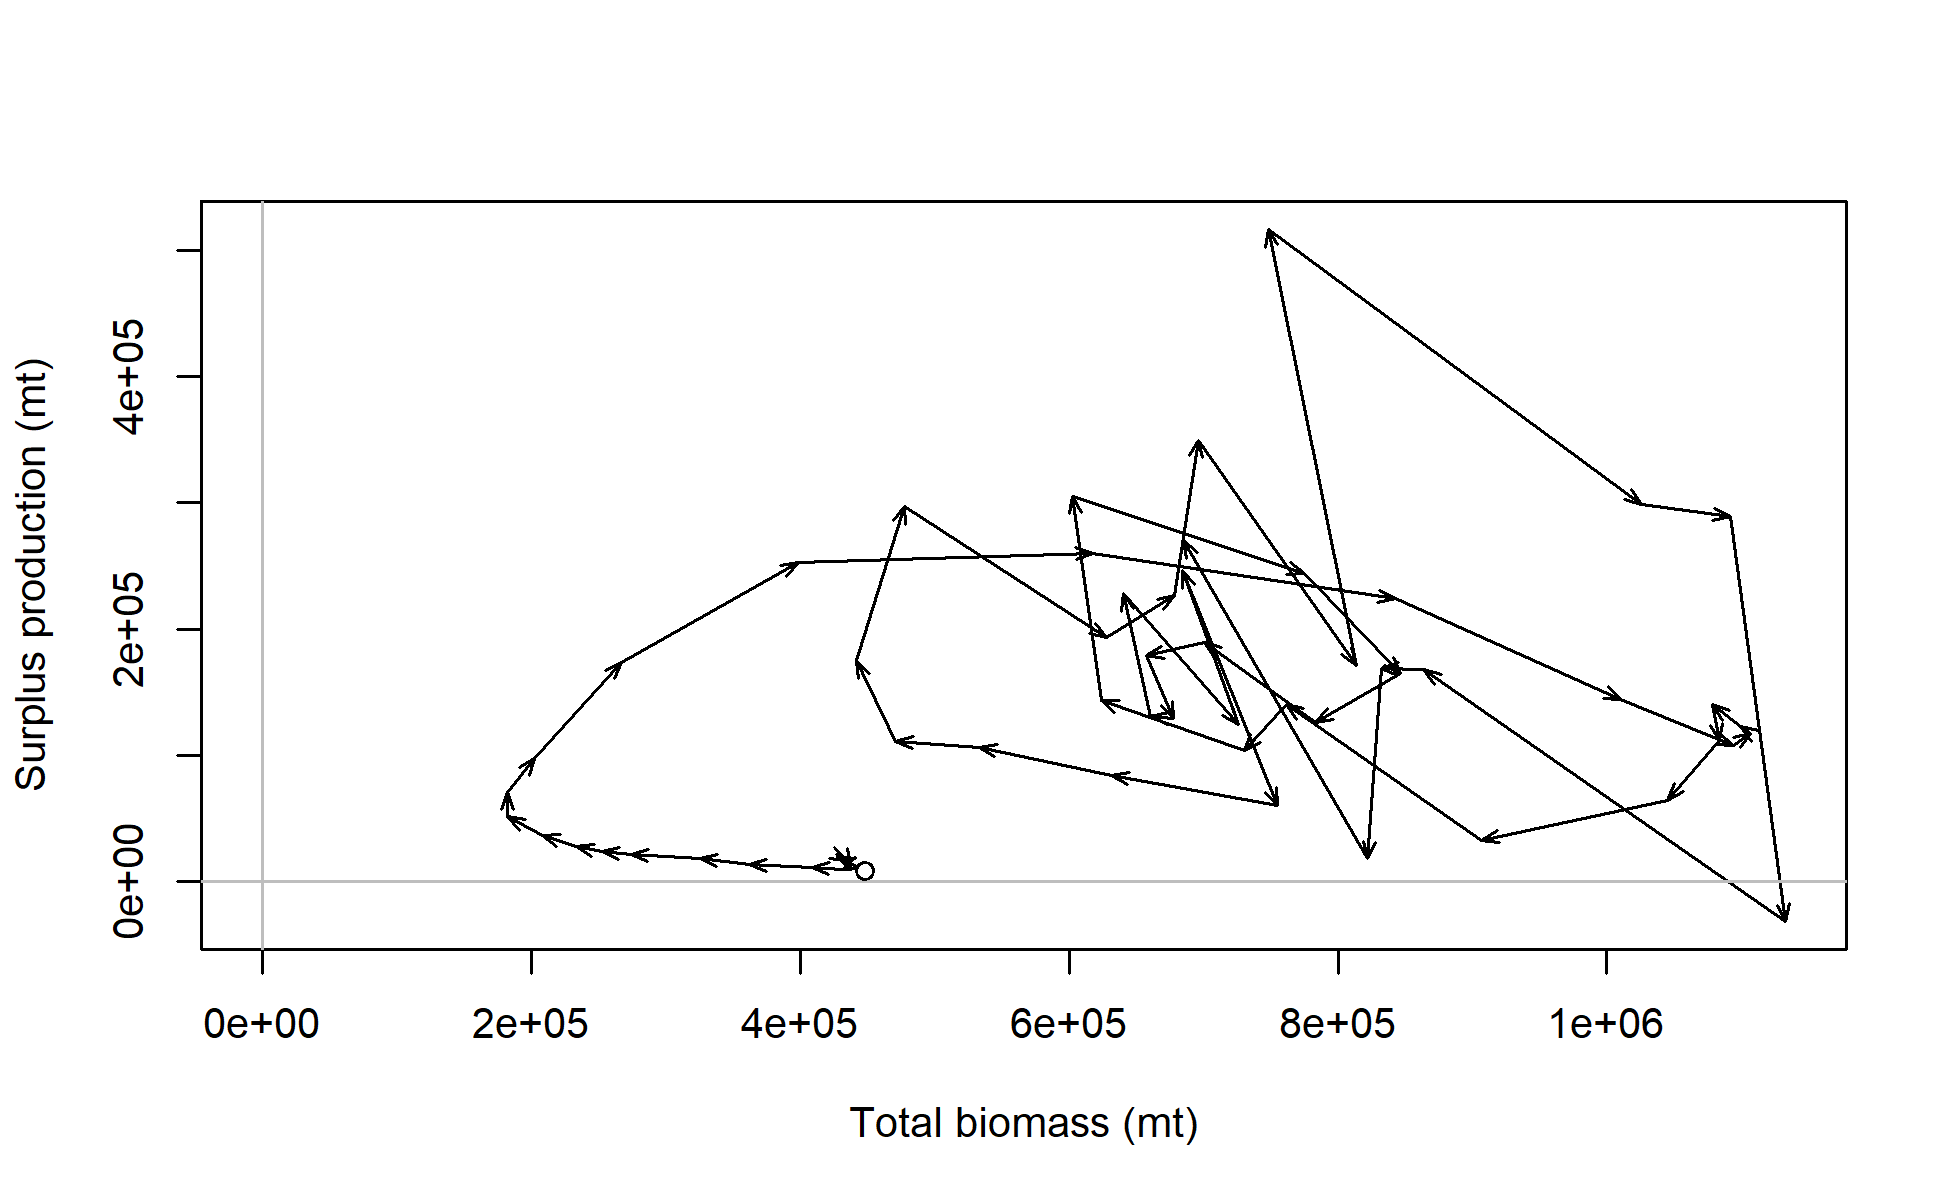 Surplus production (mt)
4e+05
2e+05
0e+00
0e+00 2e+05 4e+05 6e+05 8e+05 1e+06
Total biomass (mt)